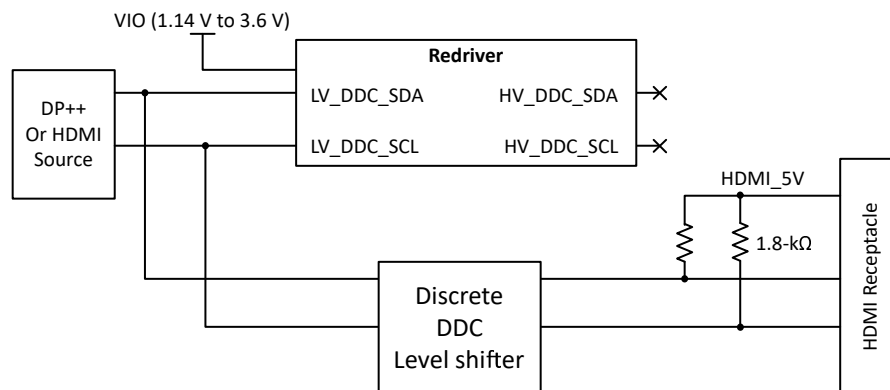 VIO (1.14 V to 3.6 V)
Redriver
DP++
Or HDMI
Source
LV_DDC_SDA
HV_DDC_SDA
LV_DDC_SCL
HV_DDC_SCL
HDMI_5V
1.8-kΩ
HDMI Receptacle
Discrete
DDC
Level shifter